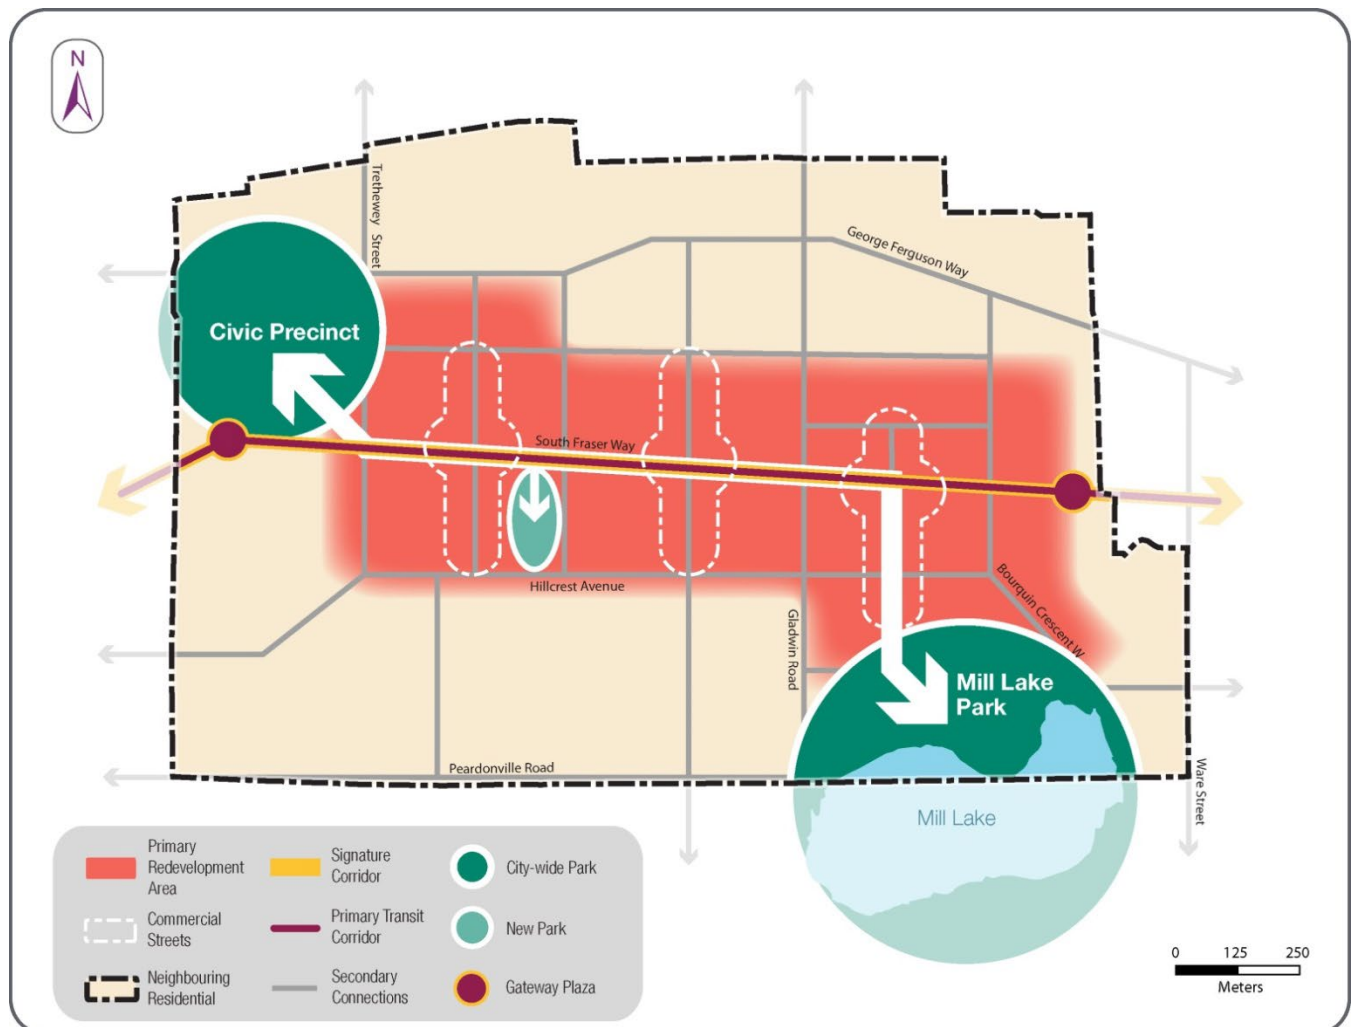 N
Trethewey Street
George Ferguson Way
Civic Precinct
South Fraser Way
Hillcrest Avenue
Bourquin Crescent W
Gladwin Road
Mill Lake
Park
Peardonville Road
Ware Street
Mill Lake
Primary
Redevelopment
Area
Signature
Corridor
City-wide Park
Commercial
Streets
Primary Transit
Corridor
New Park
Neighbouring
Residential
Secondary
Connections
Gateway Plaza
0 125 250
Meters